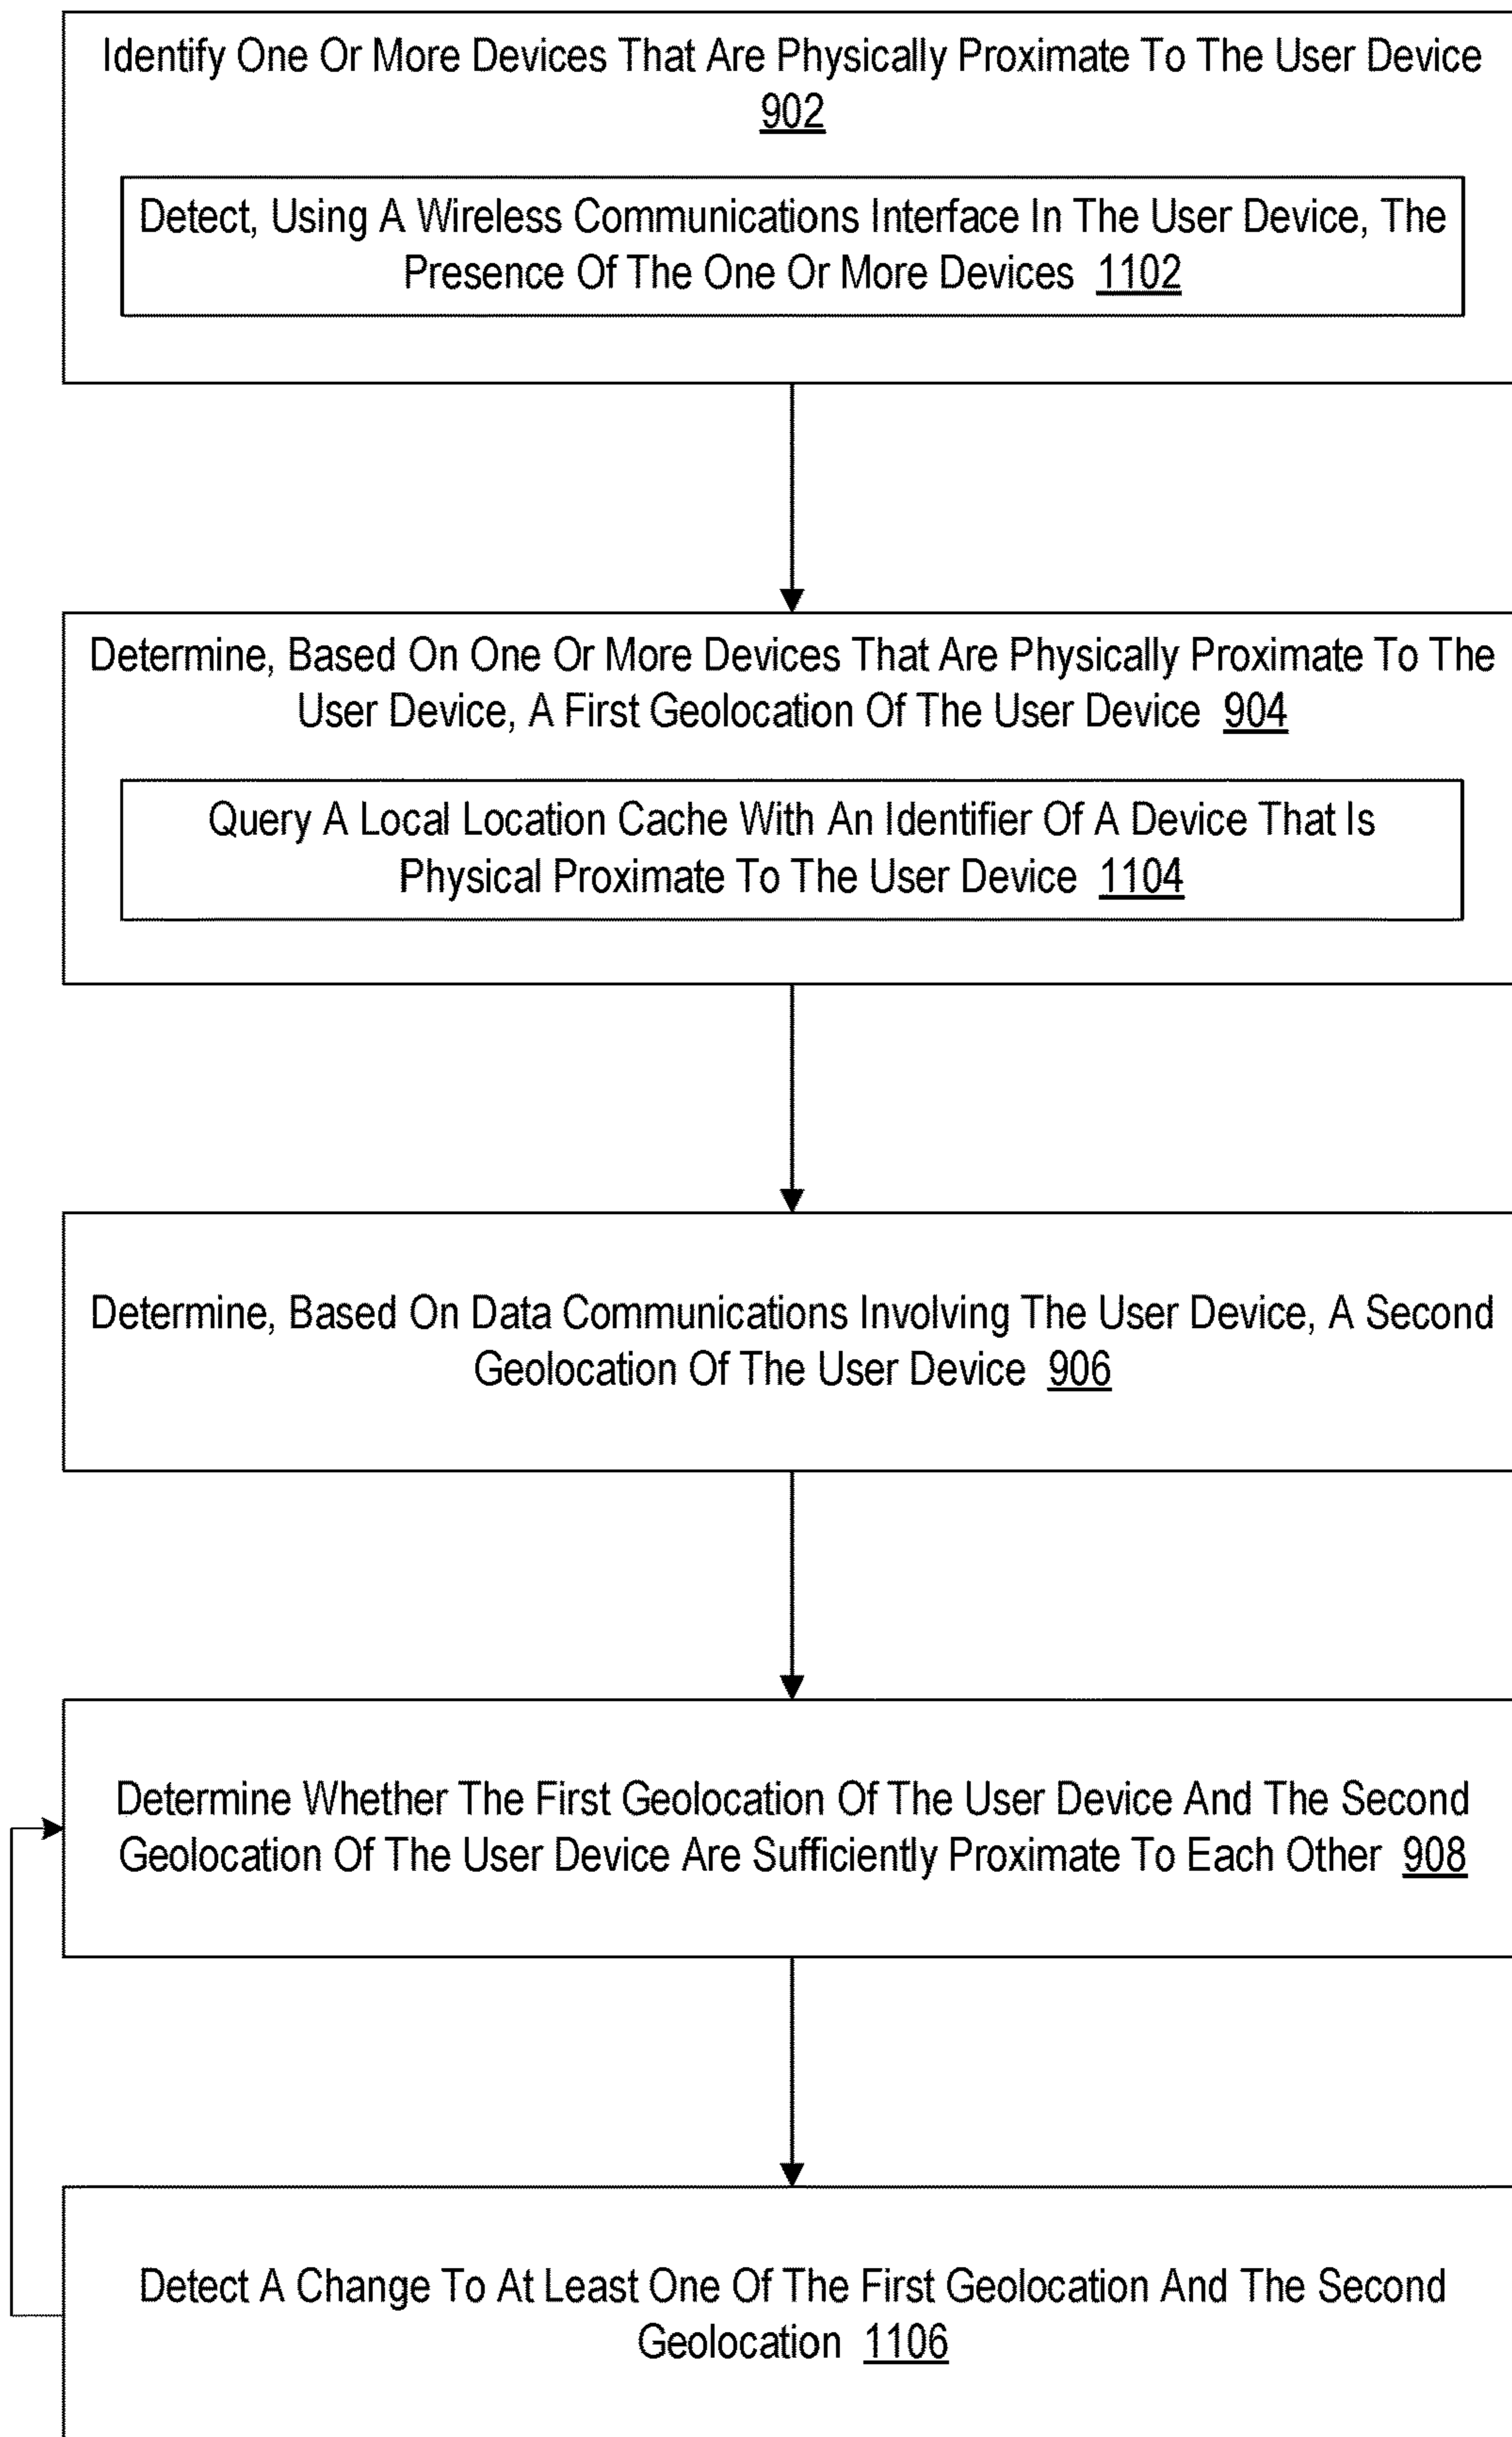 Identify One Or More Devices That Are Physically Proximate To The User Device
902
Detect, Using A Wireless Communications Interface In The User Device, The
Presence Of The One Or More Devices 1102
Determine, Based On One Or More Devices That Are Physically Proximate To The
User Device, A First Geolocation Of The User Device 904
Query A Local Location Cache With An Identifier Of A Device That Is
Physical Proximate To The User Device 1104
Determine, Based On Data Communications Involving The User Device, A Second
Geolocation Of The User Device 906
Determine Whether The First Geolocation Of The User Device And The Second
Geolocation Of The User Device Are Sufficiently Proximate To Each Other 908
Detect A Change To At Least One Of The First Geolocation And The Second
Geolocation 1106